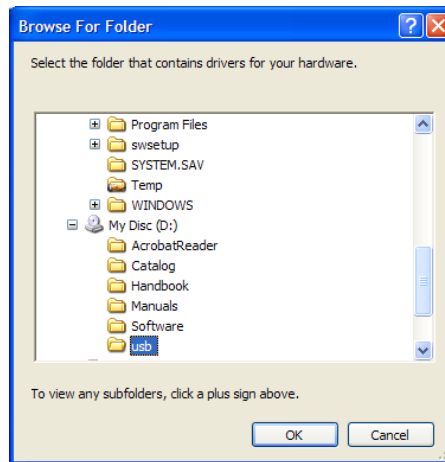 Browse For Folder
Select the folder that contains drivers for your hardware.
Program Files
swsetup
SYSTEM.SAV
Temp
WINDOWS
My Disc (D:)
AcrobatReader
Catalog
Handbook
Manuals
Software
usb
To view any subfolders, click a plus sign above.
OK Cancel